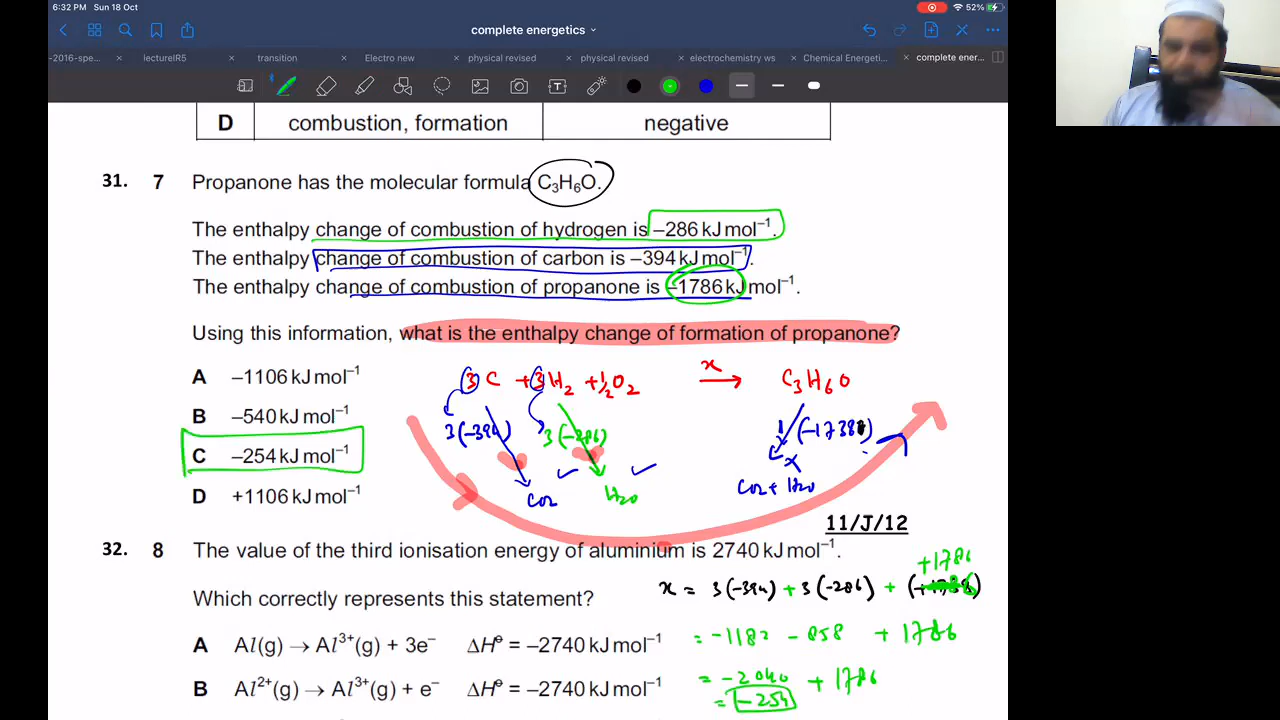 6:32 PM Sun 18 Oct
52%
complete energetics
-2016-spe... lectureIR5 transition Electro new physical revised physical revised electrochemistry ws Chemical Energeti... complete ener...
D combustion, formation negative
31. 7 Propanone has the molecular formula C₃H₆O.
The enthalpy change of combustion of hydrogen is –286 kJ mol⁻¹.
The enthalpy change of combustion of carbon is –394 kJ mol⁻¹.
The enthalpy change of combustion of propanone is –1786 kJ mol⁻¹.
Using this information, what is the enthalpy change of formation of propanone?
A –1106 kJ mol⁻¹
B –540 kJ mol⁻¹
C –254 kJ mol⁻¹
D +1106 kJ mol⁻¹
3C + 3H₂ + ½O₂ x → C₃H₆O
3(-394) 3(-286)
CO₂ H₂O CO₂ + H₂O
11/J/12
32. 8 The value of the third ionisation energy of aluminium is 2740 kJ mol⁻¹.
+1786
x = 3(-394) + 3(-286) +
Which correctly represents this statement?
= -1182 - 858 + 1786
A Al(g) → Al³⁺(g) + 3e⁻ ΔH⦵ = –2740 kJ mol⁻¹
= -2040 + 1786
B Al²⁺(g) → Al³⁺(g) + e⁻ ΔH⦵ = –2740 kJ mol⁻¹
= -254